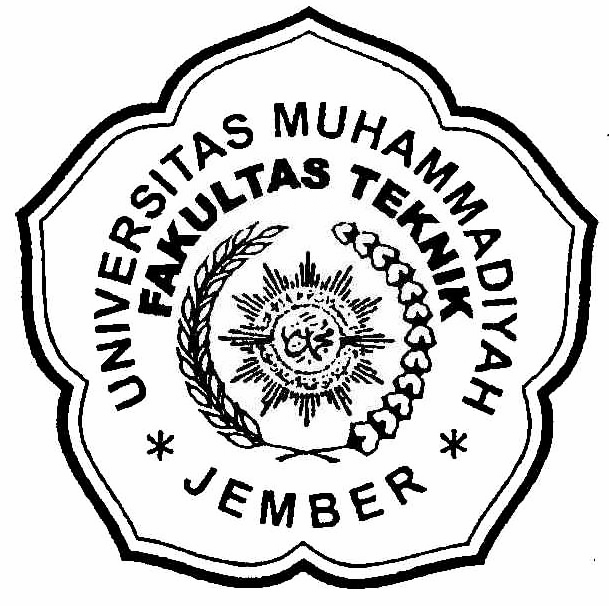 UNIVERSITAS MUHAMMADIYAH
FAKULTAS TEKNIK
* JEMBER *